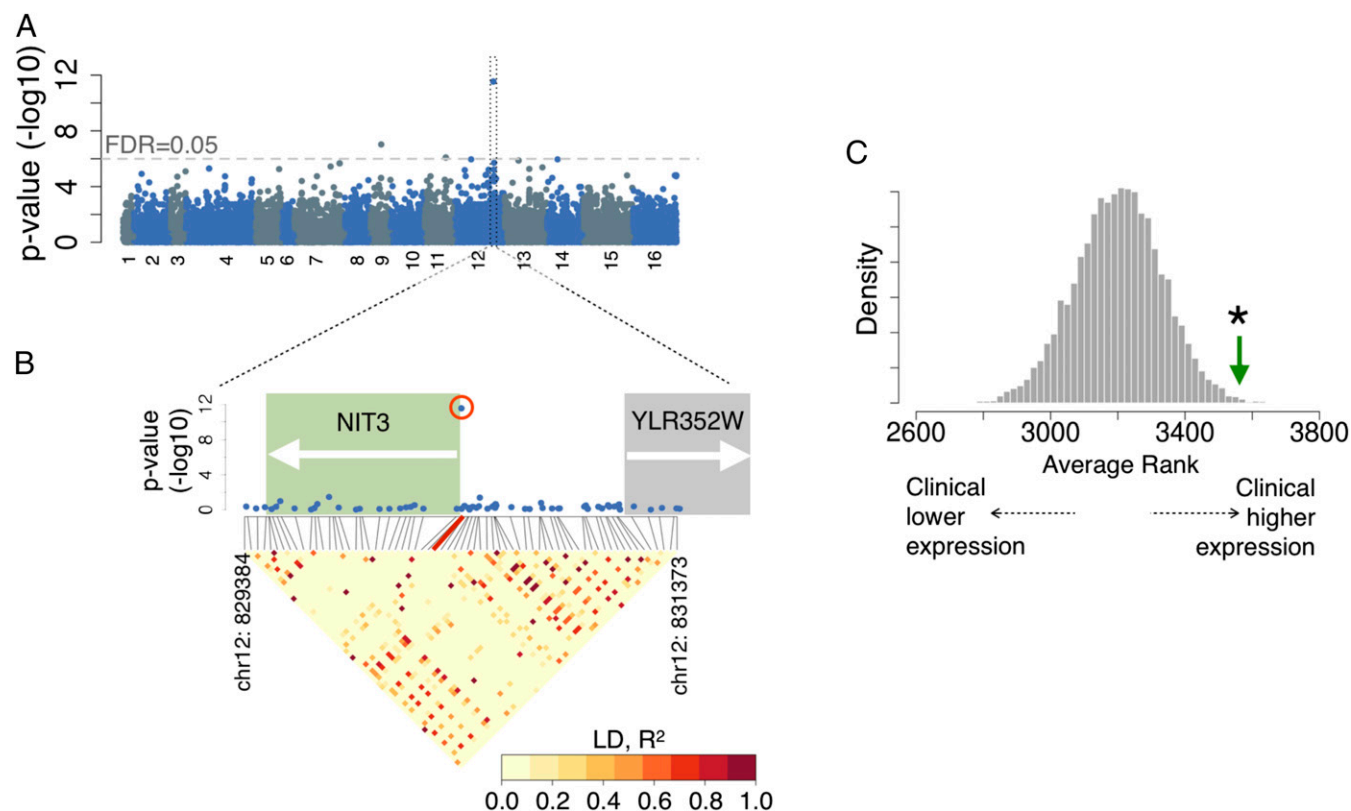 A
p-value (-log10)
12
8
4
0
FDR=0.05
1 2 3 4 5 6 7 8 9 10 11 12 13 14 15 16
B
p-value
(-log10)
12
8
4
0
NIT3
YLR352W
chr12: 829384
chr12: 831373
LD, R²
0.0 0.2 0.4 0.6 0.8 1.0
C
Density
*
2600 3000 3400 3800
Average Rank
Clinical
lower
expression
Clinical
higher
expression